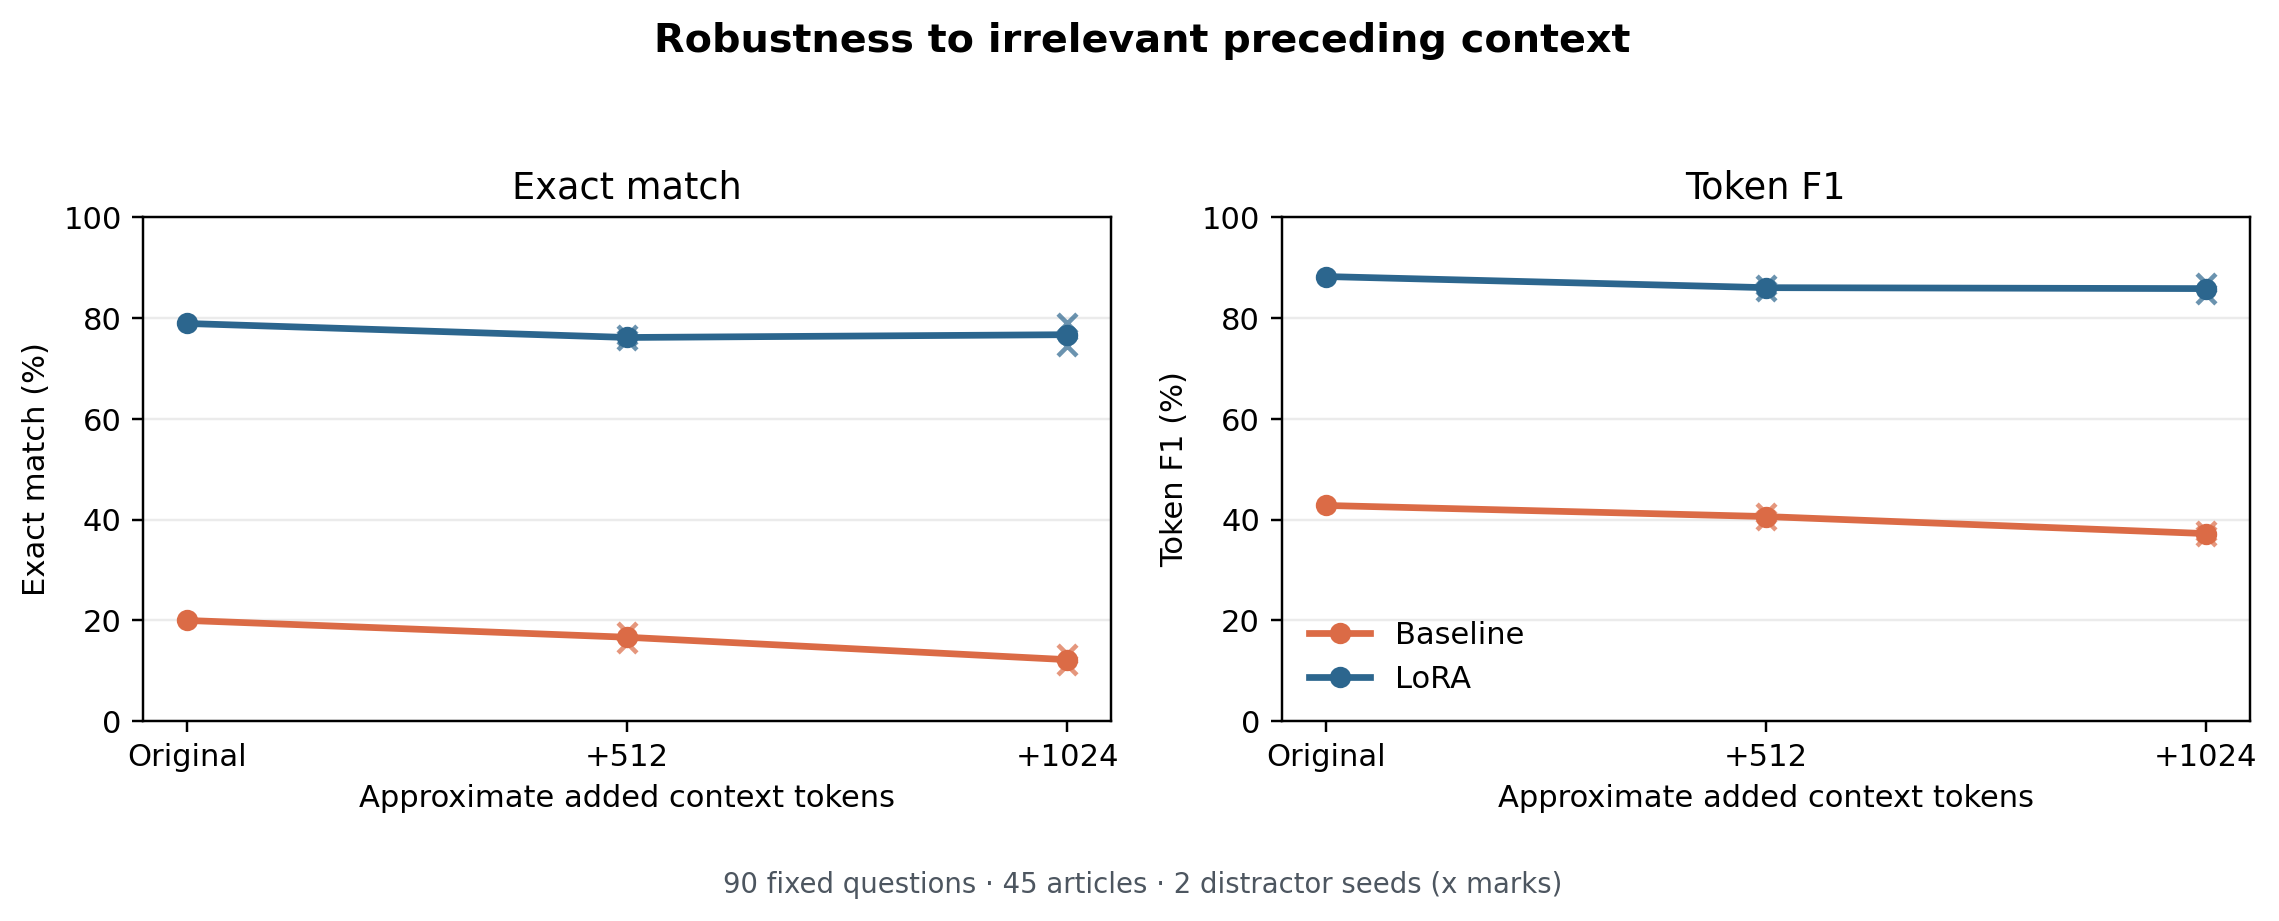 Robustness to irrelevant preceding context
Exact match
Exact match (%)
100
80
60
40
20
0
Original +512 +1024
Approximate added context tokens
Token F1
Token F1 (%)
100
80
60
40
20
0
Baseline
LoRA
Original +512 +1024
Approximate added context tokens
90 fixed questions · 45 articles · 2 distractor seeds (x marks)